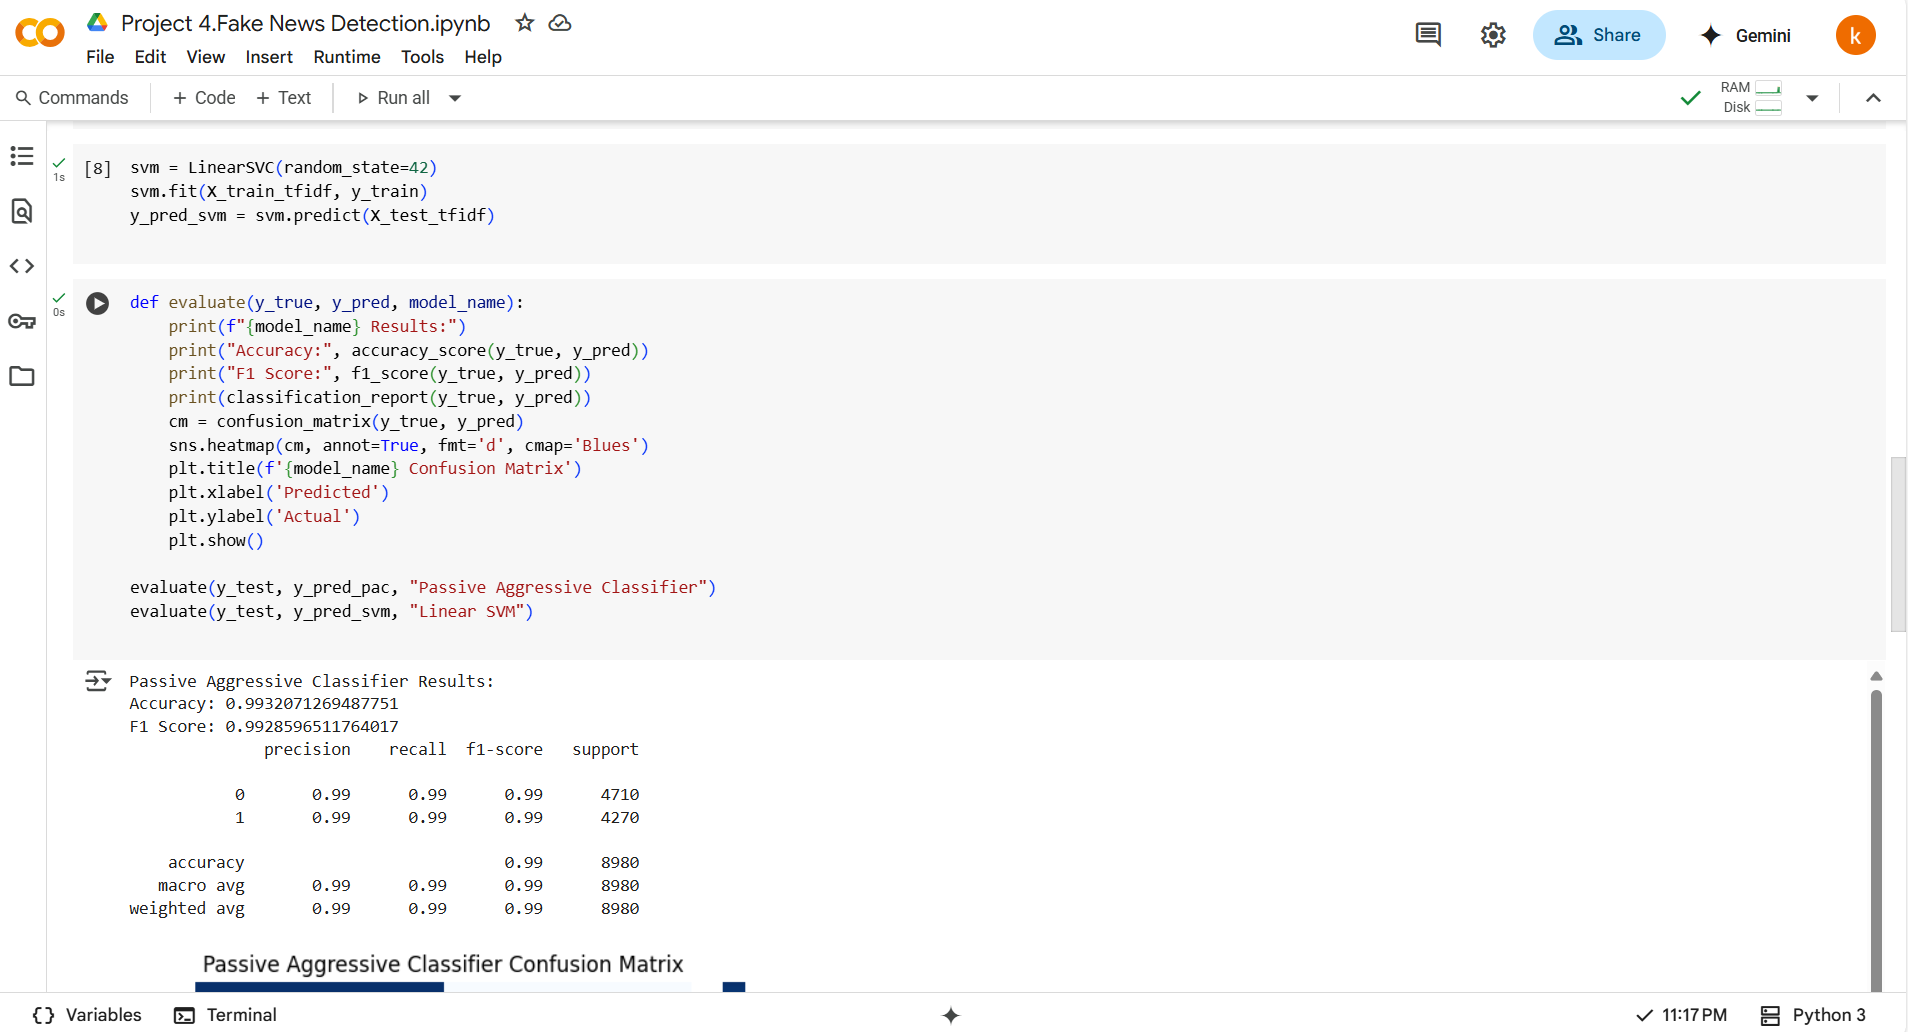 Project 4.Fake News Detection.ipynb
File Edit View Insert Runtime Tools Help
Share
Gemini
k
Commands + Code + Text Run all
RAM
Disk
1s
[8] svm = LinearSVC(random_state=42)
svm.fit(X_train_tfidf, y_train)
y_pred_svm = svm.predict(X_test_tfidf)
0s
def evaluate(y_true, y_pred, model_name):
    print(f"{model_name} Results:")
    print("Accuracy:", accuracy_score(y_true, y_pred))
    print("F1 Score:", f1_score(y_true, y_pred))
    print(classification_report(y_true, y_pred))
    cm = confusion_matrix(y_true, y_pred)
    sns.heatmap(cm, annot=True, fmt='d', cmap='Blues')
    plt.title(f'{model_name} Confusion Matrix')
    plt.xlabel('Predicted')
    plt.ylabel('Actual')
    plt.show()
evaluate(y_test, y_pred_pac, "Passive Aggressive Classifier")
evaluate(y_test, y_pred_svm, "Linear SVM")
Passive Aggressive Classifier Results:
Accuracy: 0.9932071269487751
F1 Score: 0.9928596511764017
              precision    recall  f1-score   support
           0       0.99      0.99      0.99      4710
           1       0.99      0.99      0.99      4270
    accuracy                           0.99      8980
   macro avg       0.99      0.99      0.99      8980
weighted avg       0.99      0.99      0.99      8980
Passive Aggressive Classifier Confusion Matrix
{} Variables Terminal
11:17 PM Python 3